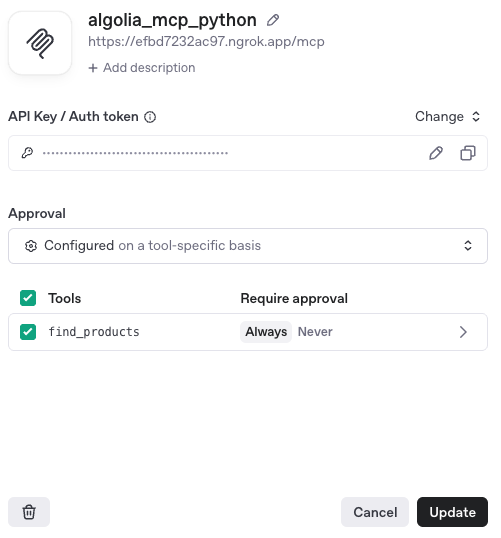 algolia_mcp_python
https://efbd7232ac97.ngrok.app/mcp
+ Add description
API Key / Auth token
Change
••••••••••••••••••••••••••••••••••••••••
Approval
Configured on a tool-specific basis
Tools Require approval
find_products Always Never
Cancel Update